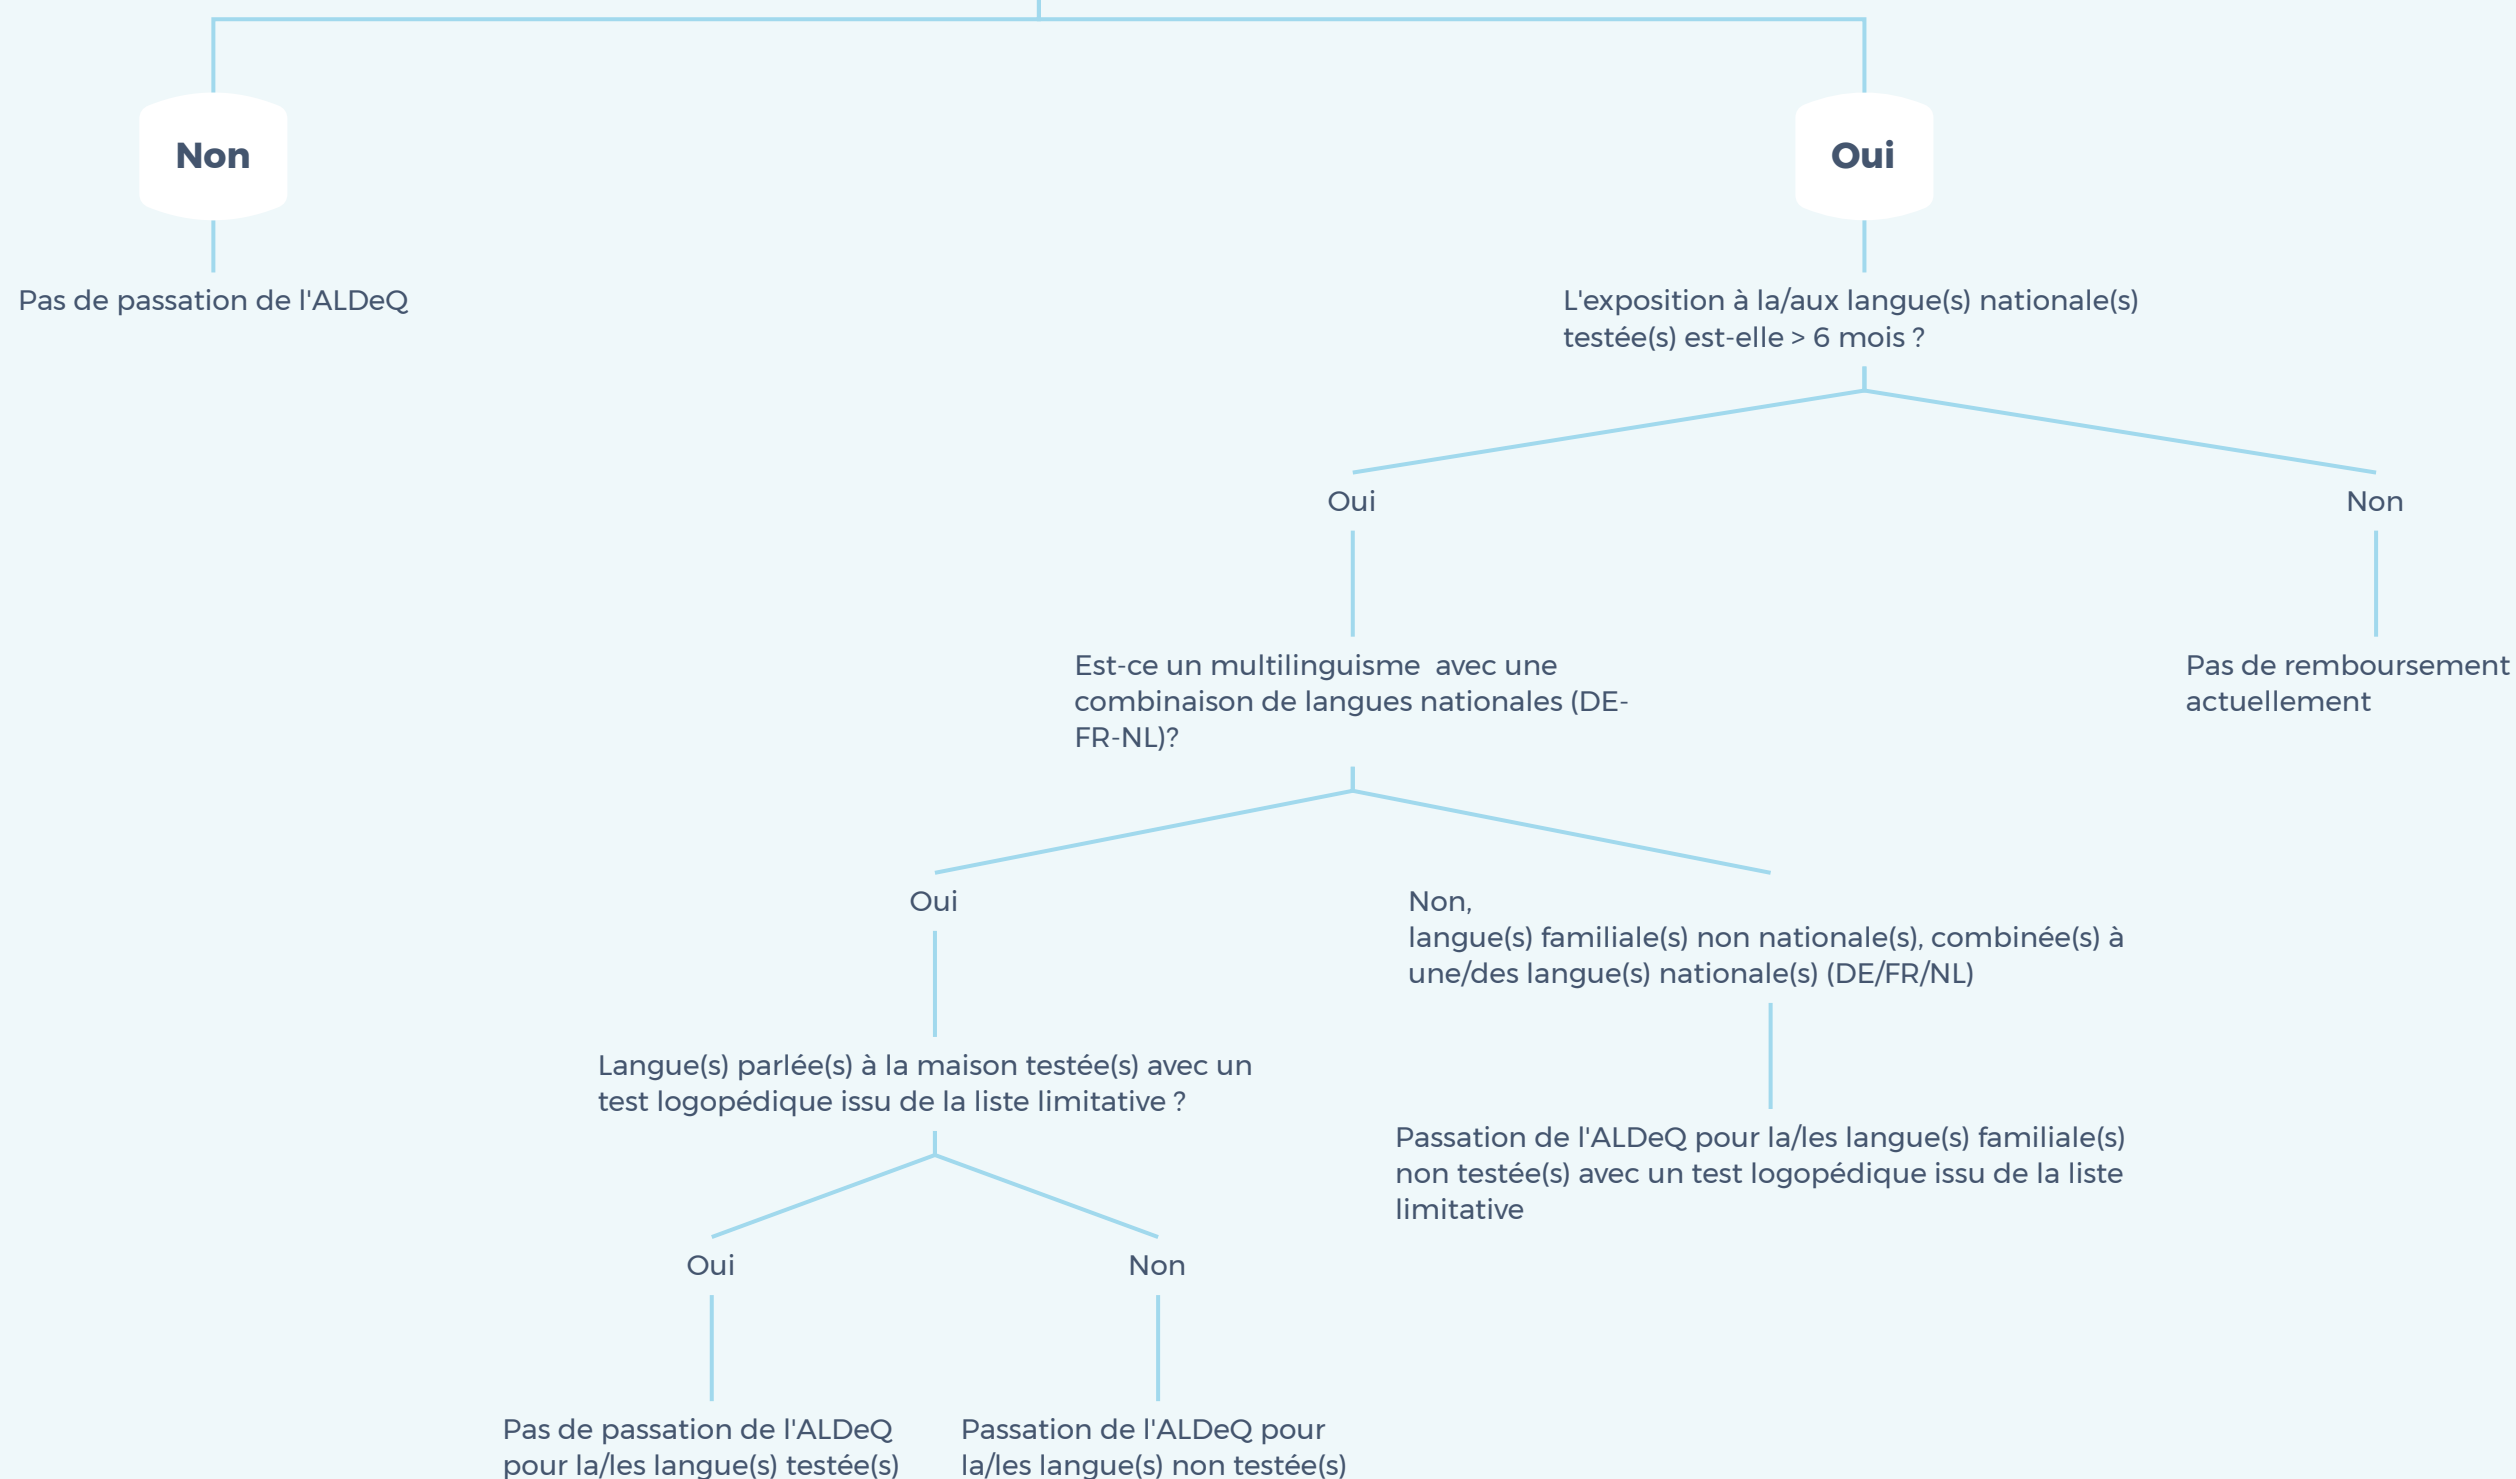 Non
Oui
Pas de passation de l'ALDeQ
L'exposition à la/aux langue(s) nationale(s)
testée(s) est-elle > 6 mois ?
Oui
Non
Est-ce un multilinguisme  avec une
combinaison de langues nationales (DE-
FR-NL)?
Pas de remboursement
actuellement
Oui
Non,
langue(s) familiale(s) non nationale(s), combinée(s) à
une/des langue(s) nationale(s) (DE/FR/NL)
Langue(s) parlée(s) à la maison testée(s) avec un
test logopédique issu de la liste limitative ?
Passation de l'ALDeQ pour la/les langue(s) familiale(s)
non testée(s) avec un test logopédique issu de la liste
limitative
Oui
Non
Pas de passation de l'ALDeQ
pour la/les langue(s) testée(s)
Passation de l'ALDeQ pour
la/les langue(s) non testée(s)